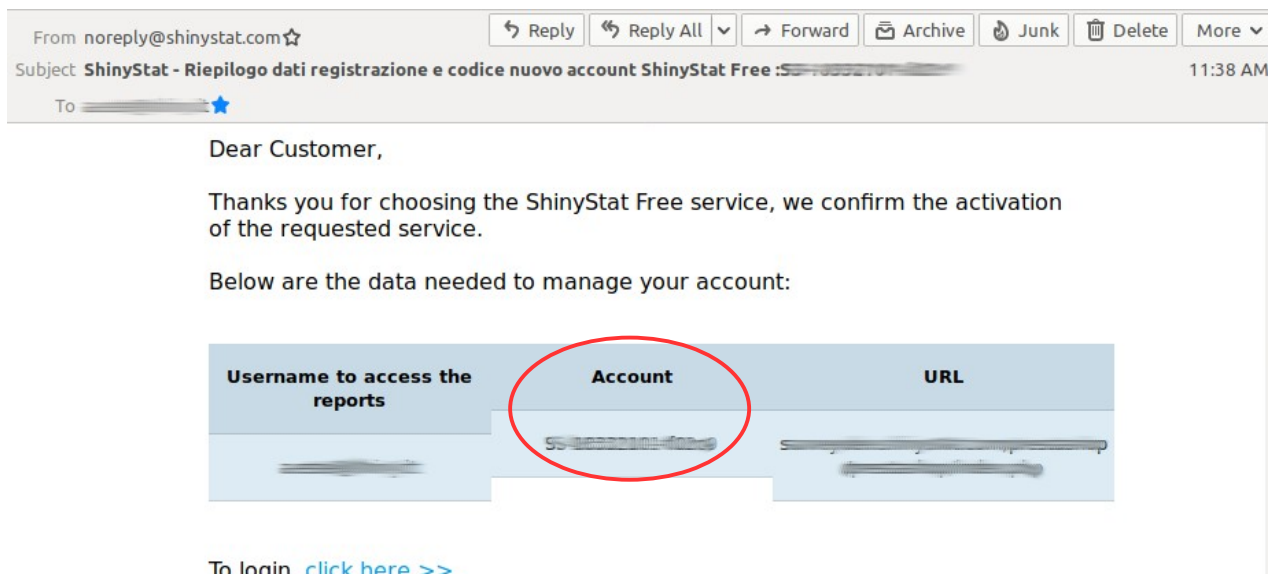 From noreply@shinystat.com Reply Reply All Forward Archive Junk Delete More
Subject ShinyStat - Riepilogo dati registrazione e codice nuovo account ShinyStat Free : 11:38 AM
To
Dear Customer,
Thanks you for choosing the ShinyStat Free service, we confirm the activation
of the requested service.
Below are the data needed to manage your account:
Username to access the
reports
Account
URL
To login, click here >>